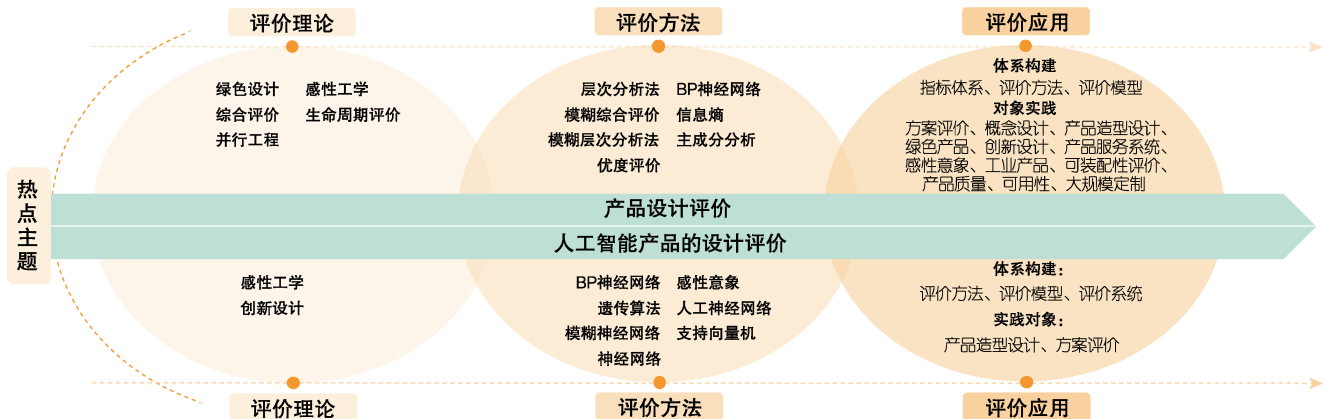 评价理论
评价方法
评价应用
绿色设计 感性工学
综合评价 生命周期评价
并行工程
层次分析法 BP神经网络
模糊综合评价 信息熵
模糊层次分析法 主成分分析
优度评价
体系构建
指标体系、评价方法、评价模型
对象实践
方案评价、概念设计、产品造型设计、
绿色产品、创新设计、产品服务系统、
感性意象、工业产品、可装配性评价、
产品质量、可用性、大规模定制
热点主题
产品设计评价
人工智能产品的设计评价
感性工学
创新设计
BP神经网络 感性意象
遗传算法 人工神经网络
模糊神经网络 支持向量机
神经网络
体系构建：
评价方法、评价模型、评价系统
实践对象：
产品造型设计、方案评价
评价理论
评价方法
评价应用